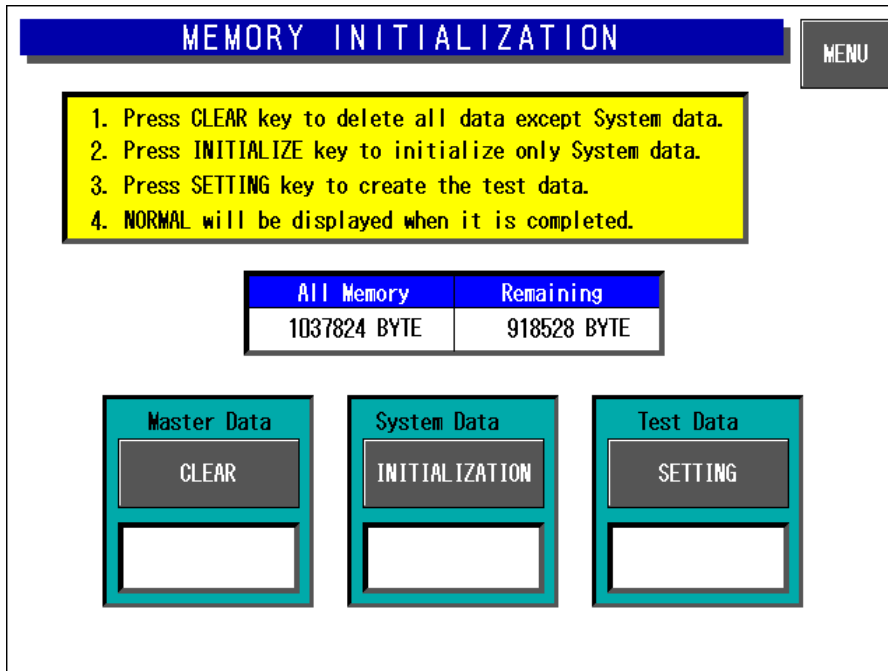 MEMORY INITIALIZATION
MENU
1. Press CLEAR key to delete all data except System data.
2. Press INITIALIZE key to initialize only System data.
3. Press SETTING key to create the test data.
4. NORMAL will be displayed when it is completed.
All Memory Remaining
1037824 BYTE 918528 BYTE
Master Data System Data Test Data
CLEAR INITIALIZATION SETTING